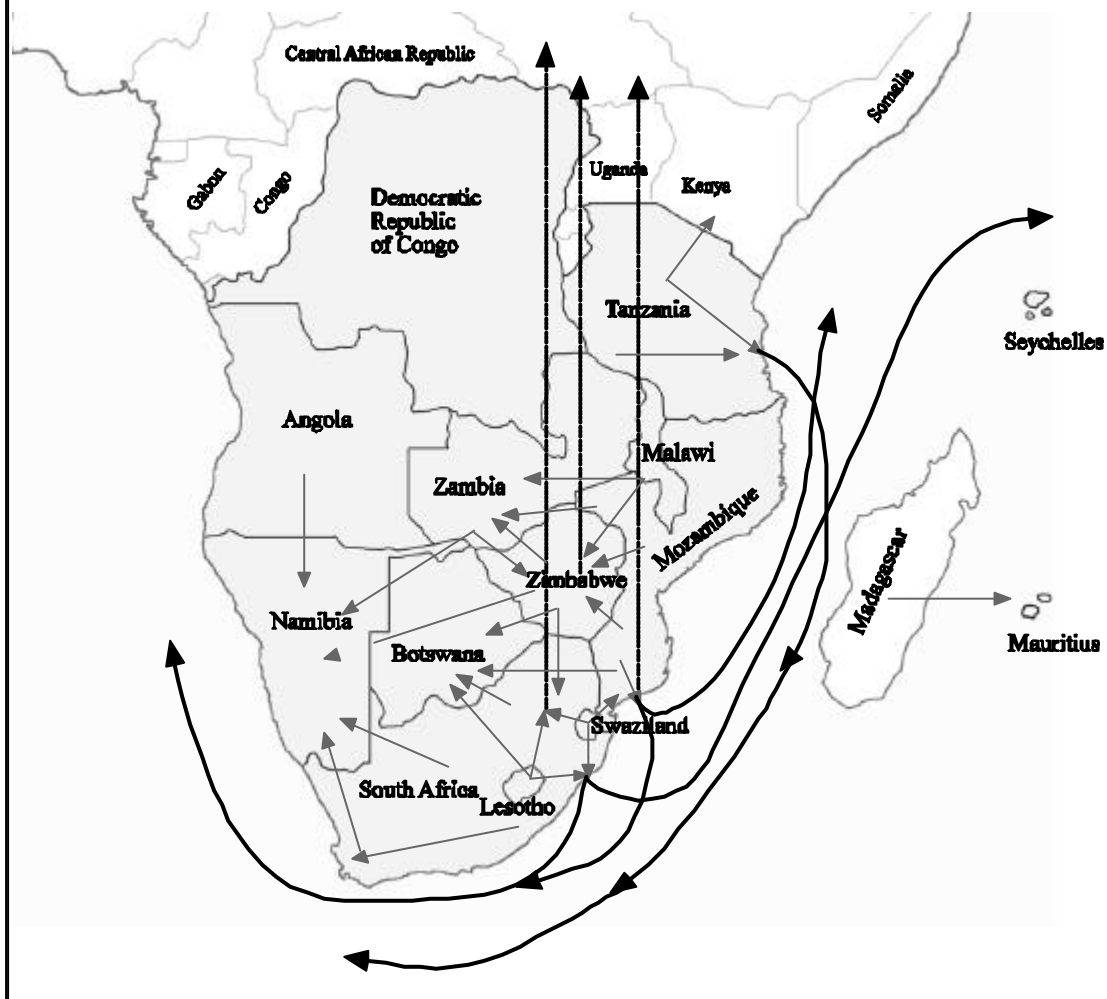 Central African Republic
Somalia
Uganda
Kenya
Gabon
Congo
Democratic
Republic
of Congo
Tanzania
Seychelles
Angola
Malawi
Zambia
Mozambique
Madagascar
Zimbabwe
Namibia
Mauritius
Botswana
Swaziland
South Africa
Lesotho